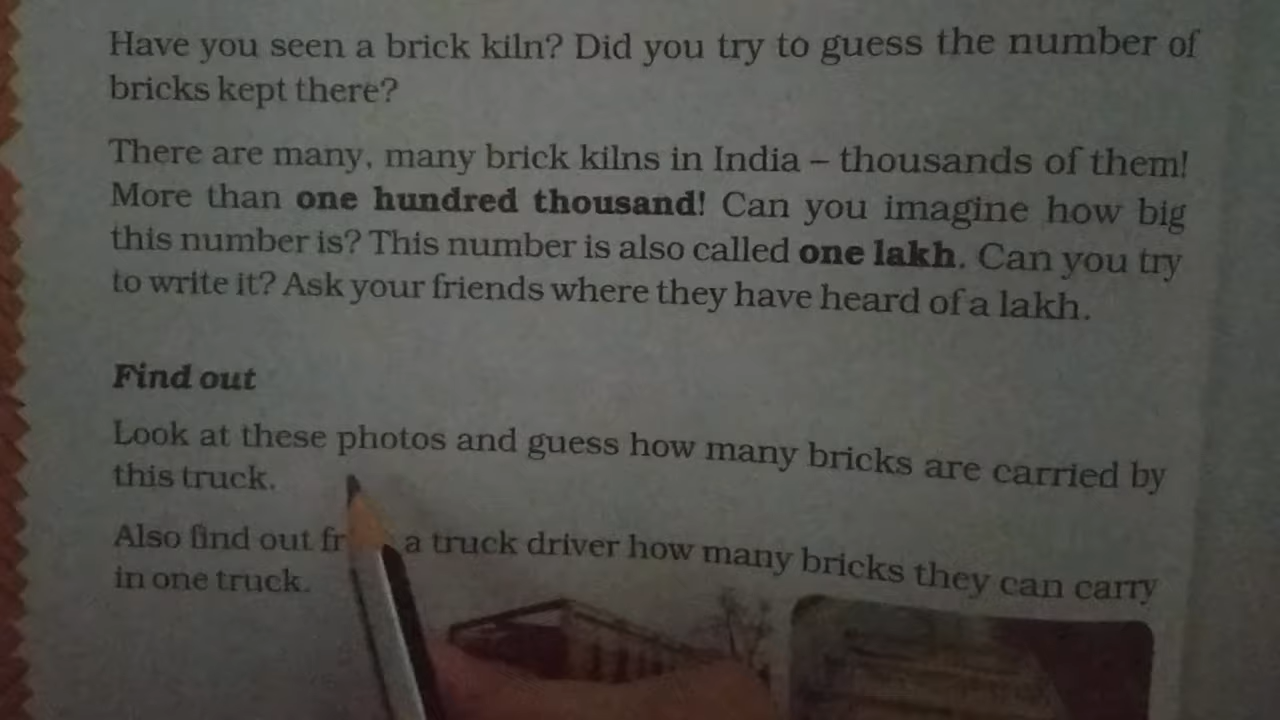 Have you seen a brick kiln? Did you try to guess the number of
bricks kept there?
There are many, many brick kilns in India – thousands of them!
More than one hundred thousand! Can you imagine how big
this number is? This number is also called one lakh. Can you try
to write it? Ask your friends where they have heard of a lakh.
Find out
Look at these photos and guess how many bricks are carried by
this truck.
Also find out fr a truck driver how many bricks they can carry
in one truck.